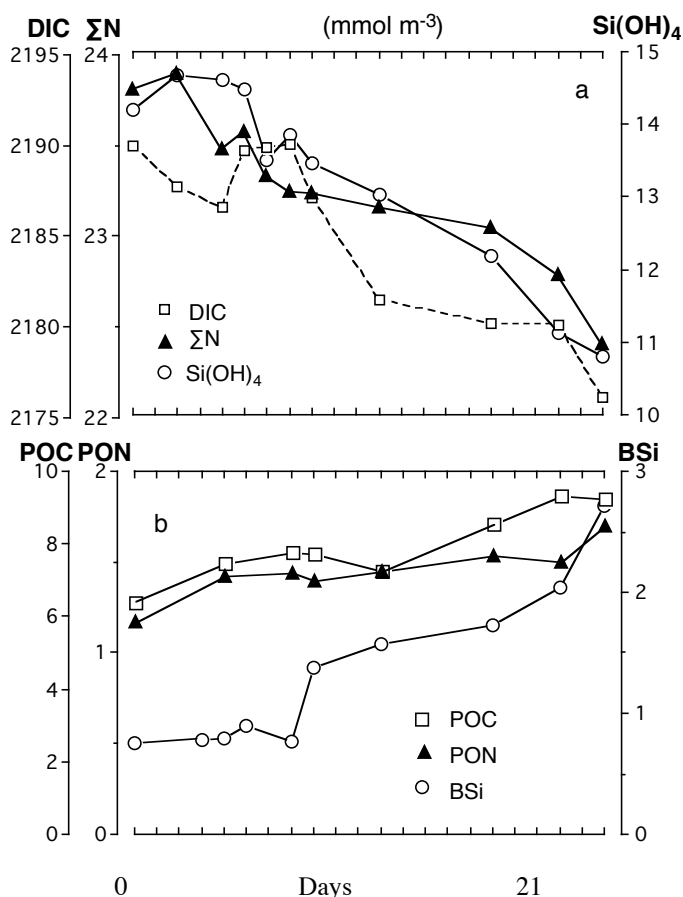 DIC ΣN (mmol m-3) Si(OH)4
2195 24 15
a
14
2190
13
2185 23
12
DIC
2180
ΣN
11
Si(OH)4
2175 22 10
POC PON BSi
10 2 3
b
8
2
6
1
4
POC 1
2
PON
BSi
0 0 0
0 Days 21